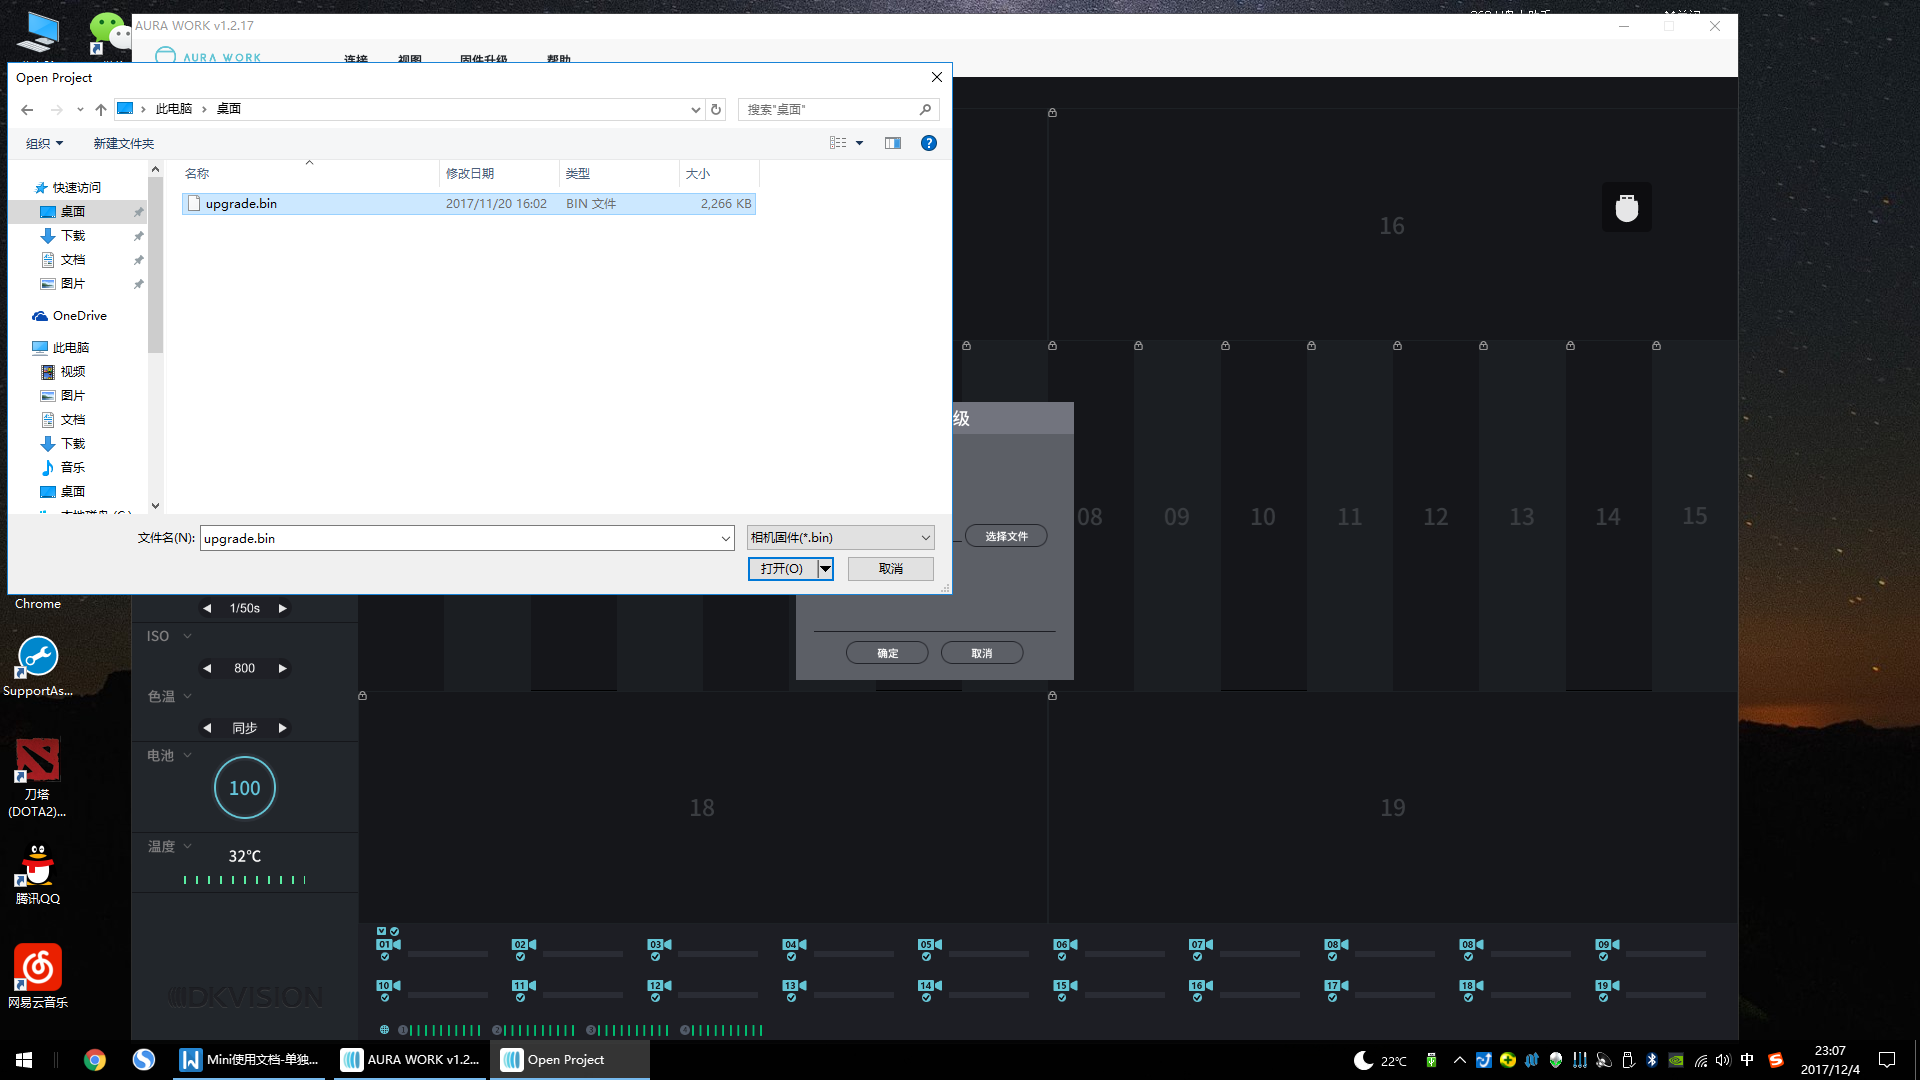 AURA WORK v1.2.17
AURA WORK
连接
视图
固件升级
帮助
Open Project
此电脑
桌面
搜索"桌面"
组织
新建文件夹
名称
修改日期
类型
大小
upgrade.bin
2017/11/20 16:02
BIN 文件
2,266 KB
快速访问
桌面
下载
文档
图片
OneDrive
此电脑
视频
图片
文档
下载
音乐
桌面
文件名(N):
upgrade.bin
相机固件(*.bin)
打开(O)
取消
级
选择文件
确定
取消
16
08
09
10
11
12
13
14
15
18
19
1/50s
ISO
800
色温
同步
电池
100
温度
32℃
DKVISION
01
02
03
04
05
06
07
08
08
09
10
11
12
13
14
15
16
17
18
19
1
2
3
4
Chrome
SupportAs...
刀塔
(DOTA2)...
腾讯QQ
网易云音乐
Mini使用文档-单独...
AURA WORK v1.2...
Open Project
22℃
中
23:07
2017/12/4